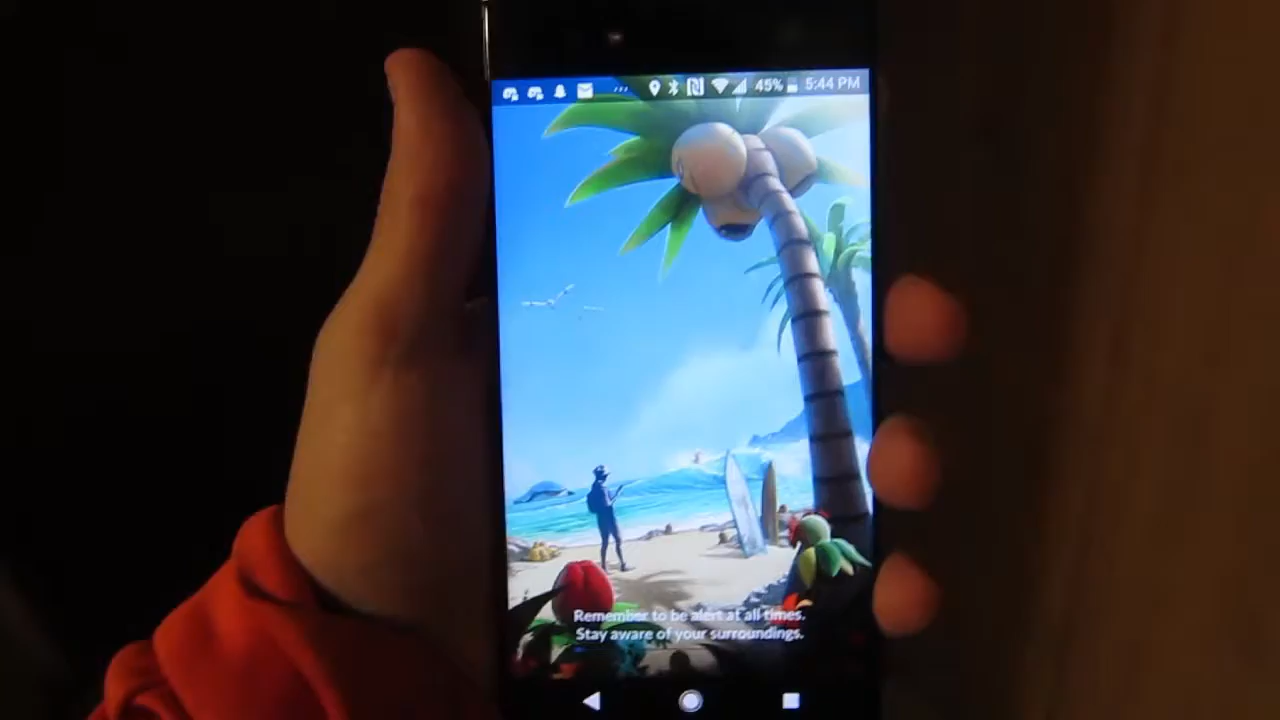 45% 5:44 PM
Remember to be alert at all times.
Stay aware of your surroundings.